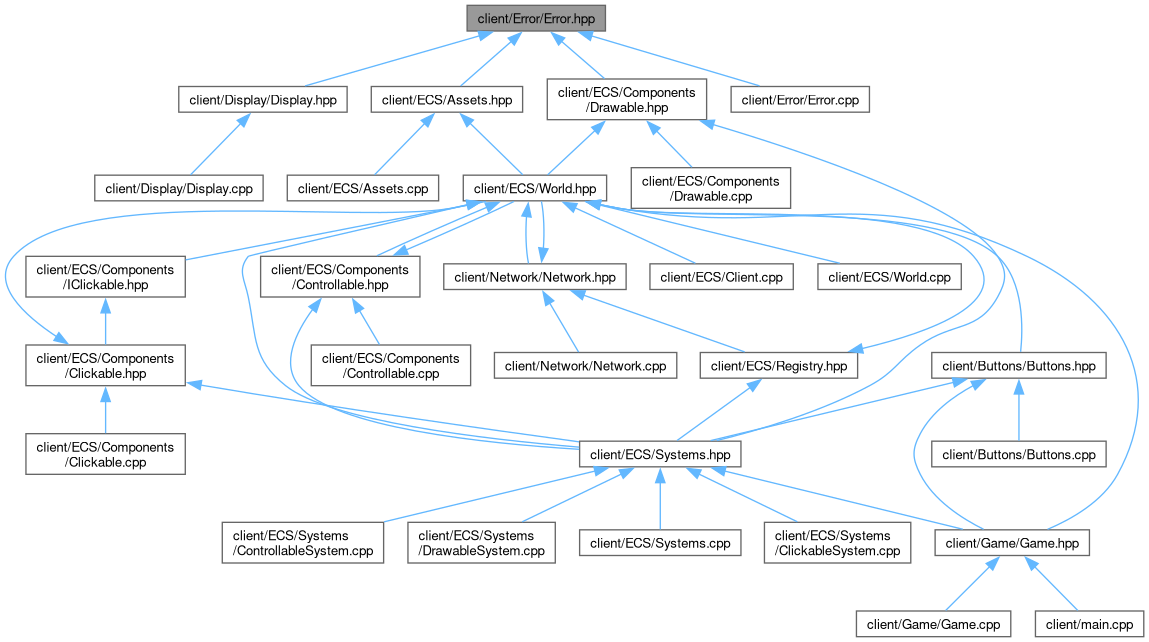 client/Error/Error.hpp
client/Display/Display.hpp
client/ECS/Assets.hpp
client/ECS/Components
/Drawable.hpp
client/Error/Error.cpp
client/Display/Display.cpp
client/ECS/Assets.cpp
client/ECS/World.hpp
client/ECS/Components
/Drawable.cpp
client/ECS/Components
/IClickable.hpp
client/ECS/Components
/Controllable.hpp
client/Network/Network.hpp
client/ECS/Client.cpp
client/ECS/World.cpp
client/ECS/Components
/Clickable.hpp
client/ECS/Components
/Controllable.cpp
client/Network/Network.cpp
client/ECS/Registry.hpp
client/Buttons/Buttons.hpp
client/ECS/Components
/Clickable.cpp
client/ECS/Systems.hpp
client/Buttons/Buttons.cpp
client/ECS/Systems
/ControllableSystem.cpp
client/ECS/Systems
/DrawableSystem.cpp
client/ECS/Systems.cpp
client/ECS/Systems
/ClickableSystem.cpp
client/Game/Game.hpp
client/Game/Game.cpp
client/main.cpp